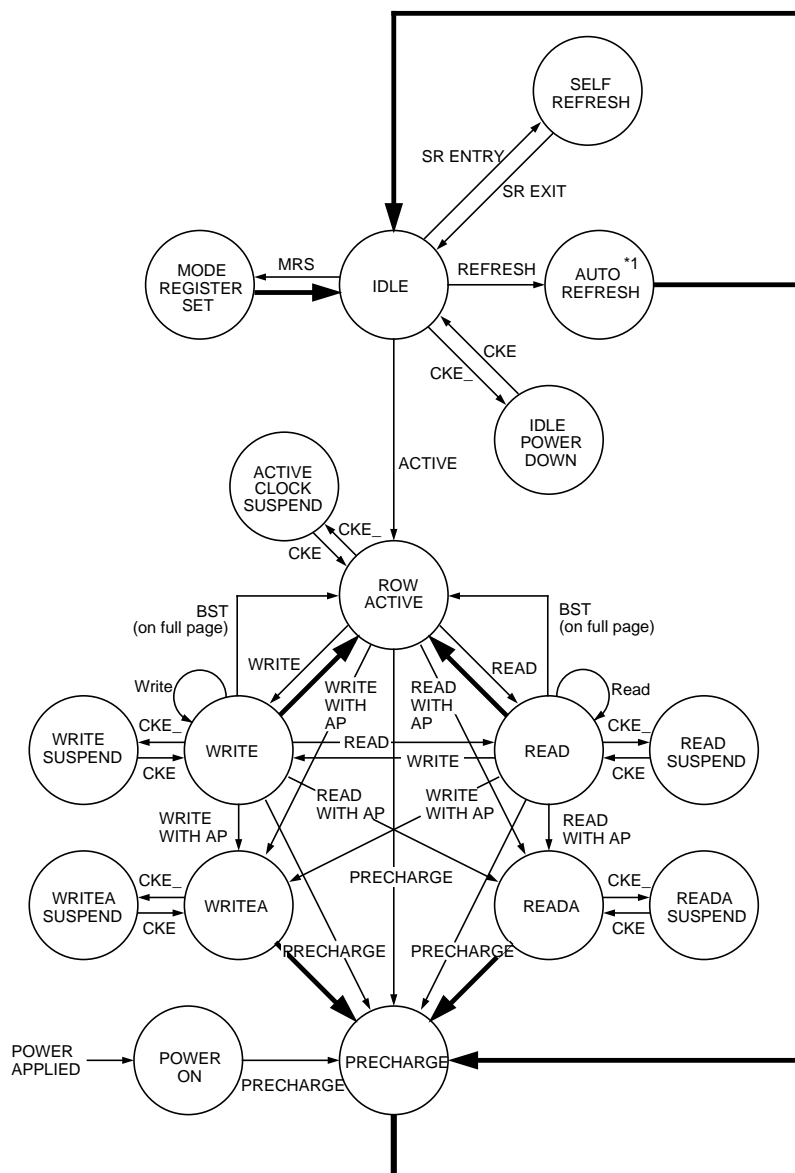 SELF
REFRESH
SR ENTRY
SR EXIT
MODE
REGISTER
SET
MRS
IDLE
REFRESH
AUTO *1
REFRESH
CKE
CKE_
IDLE
POWER
DOWN
ACTIVE
ACTIVE
CLOCK
SUSPEND
CKE_
CKE
ROW
ACTIVE
BST
(on full page)
BST
(on full page)
WRITE
READ
WRITE
WITH
AP
READ
WITH
AP
Write
Read
WRITE
SUSPEND
CKE_
CKE
WRITE
READ
WRITE
READ
CKE_
CKE
READ
SUSPEND
WRITE
WITH AP
READ
WITH AP
WRITE
WITH AP
READ
WITH AP
WRITEA
SUSPEND
CKE_
CKE
WRITEA
PRECHARGE
READA
CKE_
CKE
READA
SUSPEND
PRECHARGE
PRECHARGE
POWER
APPLIED
POWER
ON
PRECHARGE
PRECHARGE